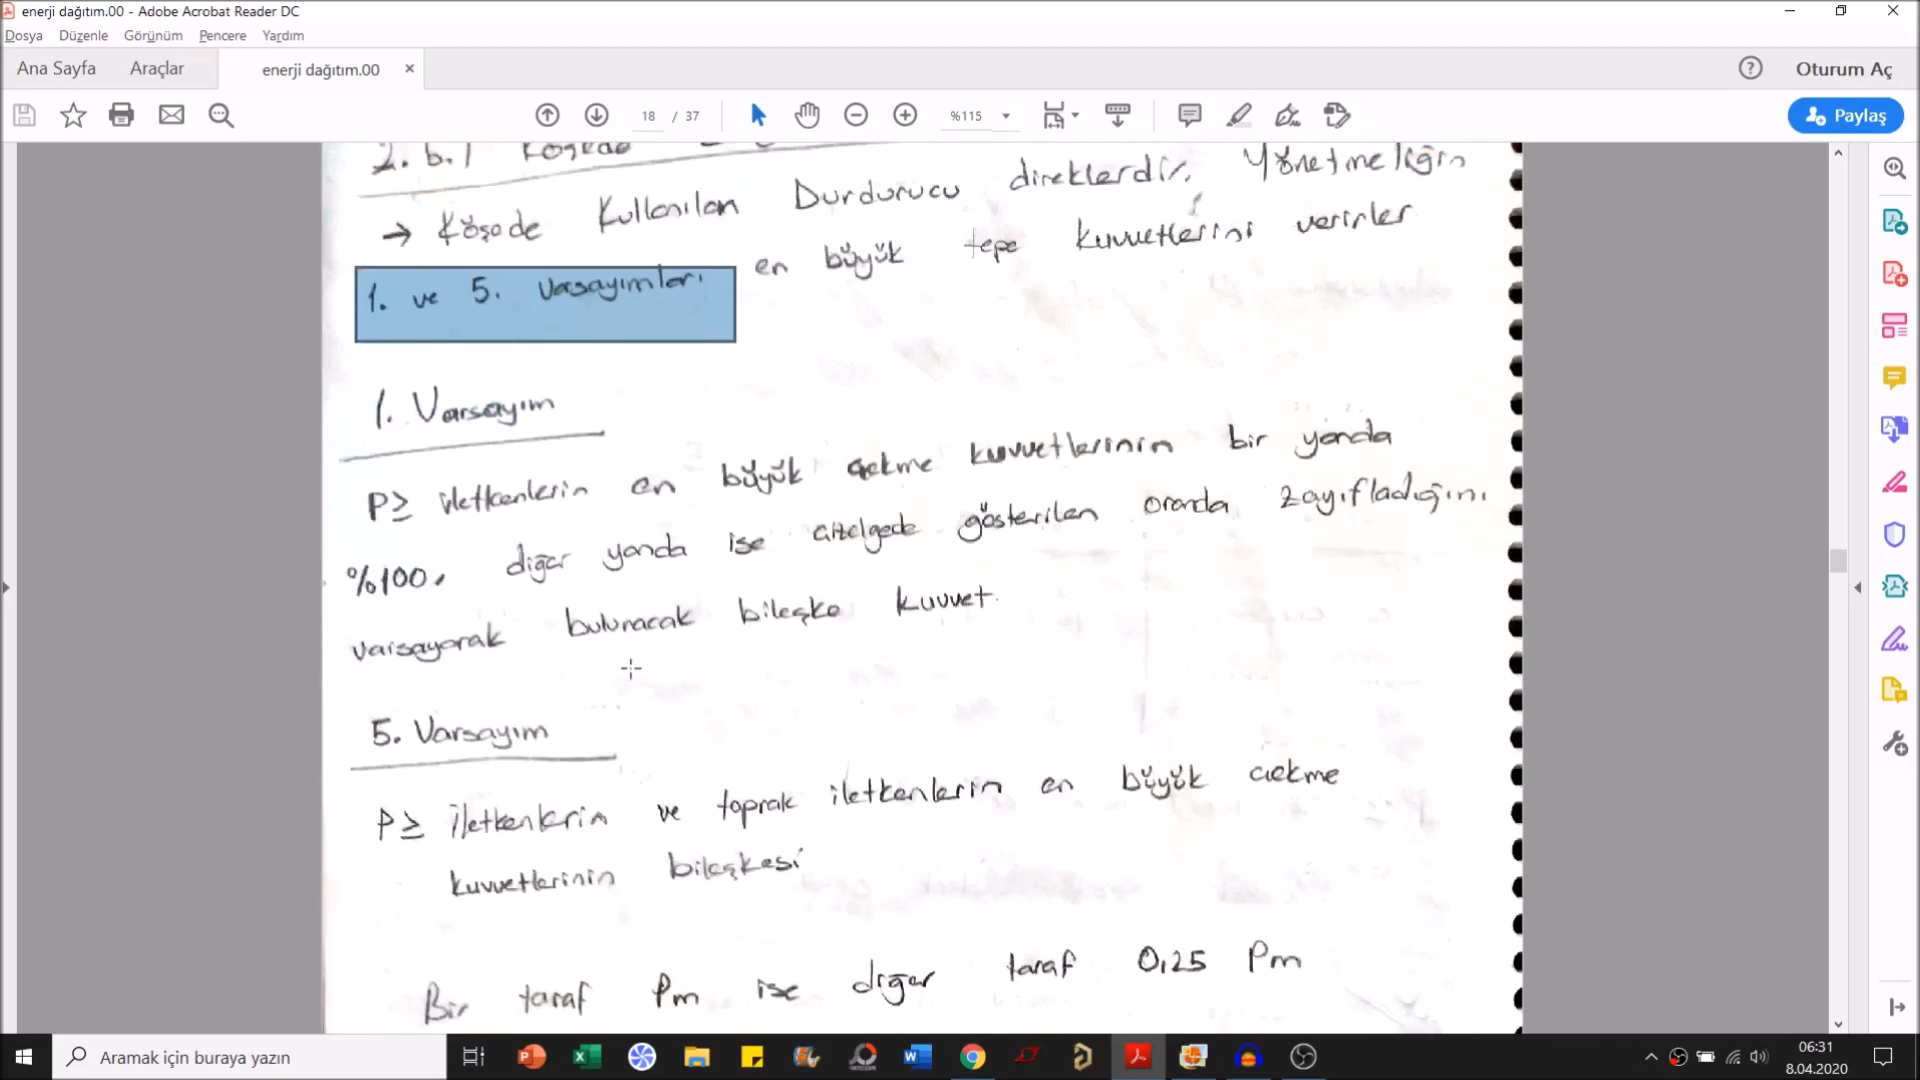 enerji dağıtım.00 - Adobe Acrobat Reader DC
Dosya Düzenle Görünüm Pencere Yardım
Ana Sayfa Araçlar enerji dağıtım.00 × Oturum Aç
18 / 37 %115 Paylaş
2.b.1 Köşede
→ Köşede Kullanılan Durdurucu direklerdir. Yönetmeliğin
1. ve 5. Varsayımları en büyük tepe kuvvetlerini verirler
1. Varsayım
P≥ iletkenlerin en büyük çekme kuvvetlerinin bir yanda
%100, diğer yanda ise çizelgede gösterilen oranda zayıfladığını
varsayarak bulunacak bileşke kuvvet.
5. Varsayım
P≥ İletkenlerin ve toprak iletkenlerin en büyük çekme
kuvvetlerinin bileşkesi
Bir taraf Pm ise diğer taraf 0,25 Pm
Aramak için buraya yazın
06:31
8.04.2020